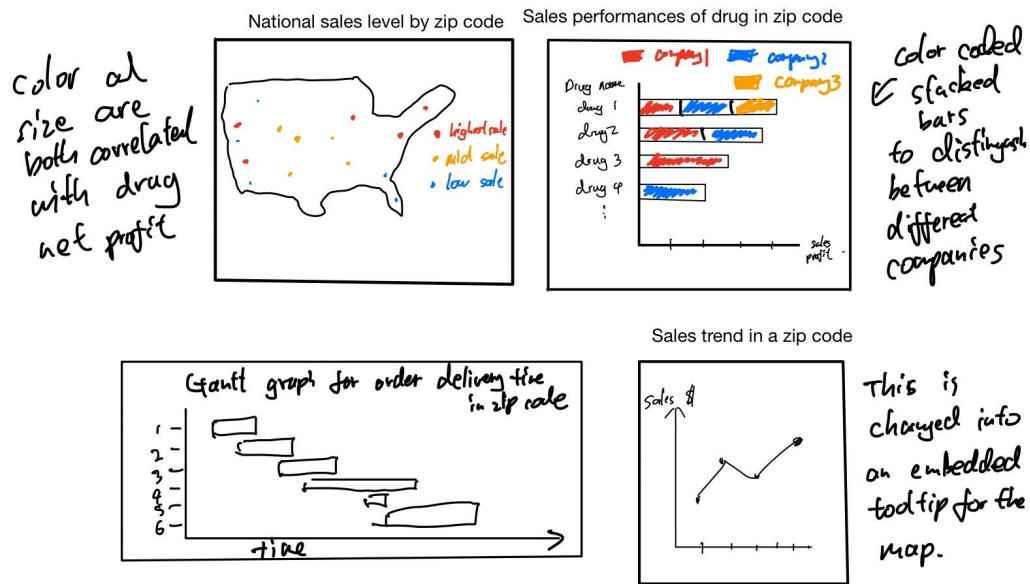 National sales level by zip code
Sales performances of drug in zip code
color ad
size are
both correlated
with drug
net profit
highest sale
mild sale
low sale
company1
company2
company3
Drug name
drug 1
drug2
drug 3
drug 4
sales
profit
color coded
stacked
bars
to distinguish
between
different
companies
Gantt graph for order delivery time
in zip code
1
2
3
4
5
6
time
Sales trend in a zip code
sales $
This is
changed into
an embedded
tooltip for the
map.